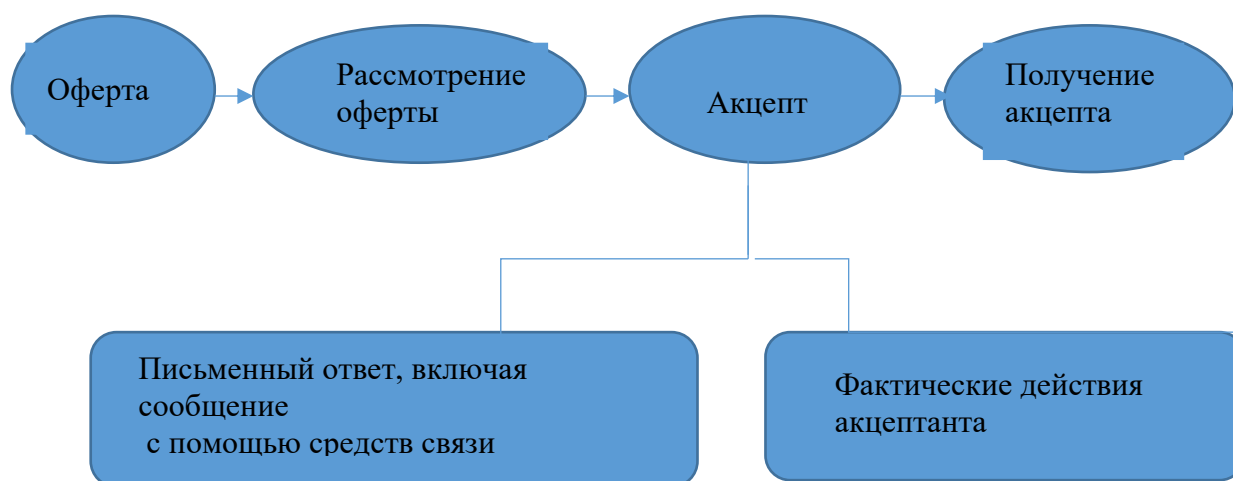 Оферта
Рассмотрение
оферты
Акцепт
Получение
акцепта
Письменный ответ, включая
сообщение
с помощью средств связи
Фактические действия
акцептанта